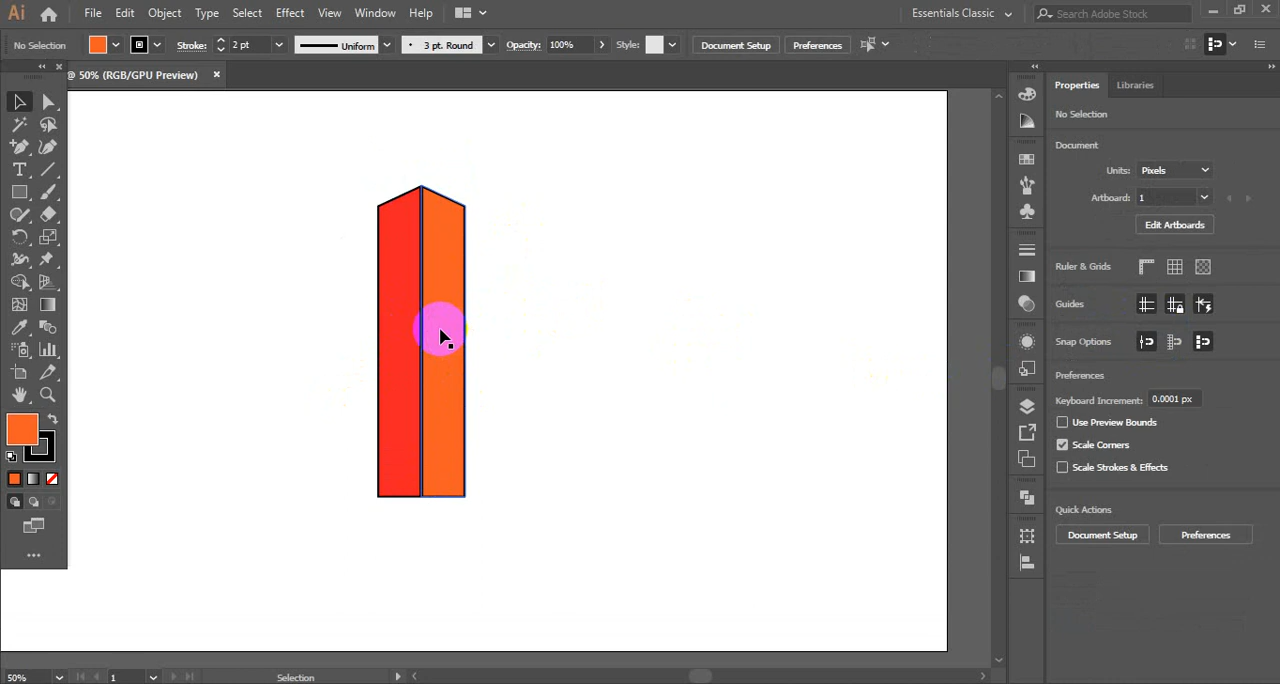 Ai File Edit Object Type Select Effect View Window Help Essentials Classic Search Adobe Stock
No Selection Stroke: 2 pt Uniform 3 pt. Round Opacity: 100% Style: Document Setup Preferences
@ 50% (RGB/GPU Preview)
Properties Libraries
No Selection
Document
Units: Pixels
Artboard: 1
Edit Artboards
Ruler & Grids
Guides
Snap Options
Preferences
Keyboard Increment: 0.0001 px
Use Preview Bounds
Scale Corners
Scale Strokes & Effects
Quick Actions
Document Setup Preferences
50% 1 Selection